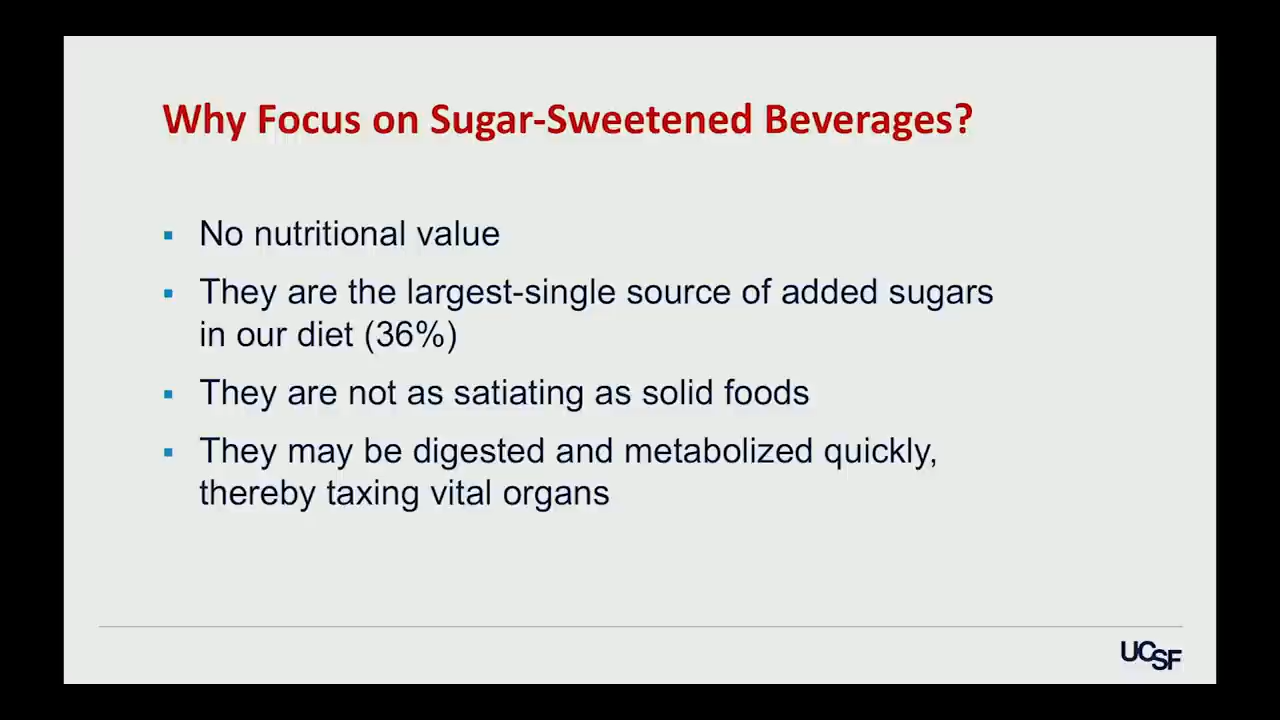 Why Focus on Sugar-Sweetened Beverages?
▪ No nutritional value
▪ They are the largest-single source of added sugars
in our diet (36%)
▪ They are not as satiating as solid foods
▪ They may be digested and metabolized quickly,
thereby taxing vital organs
UCSF